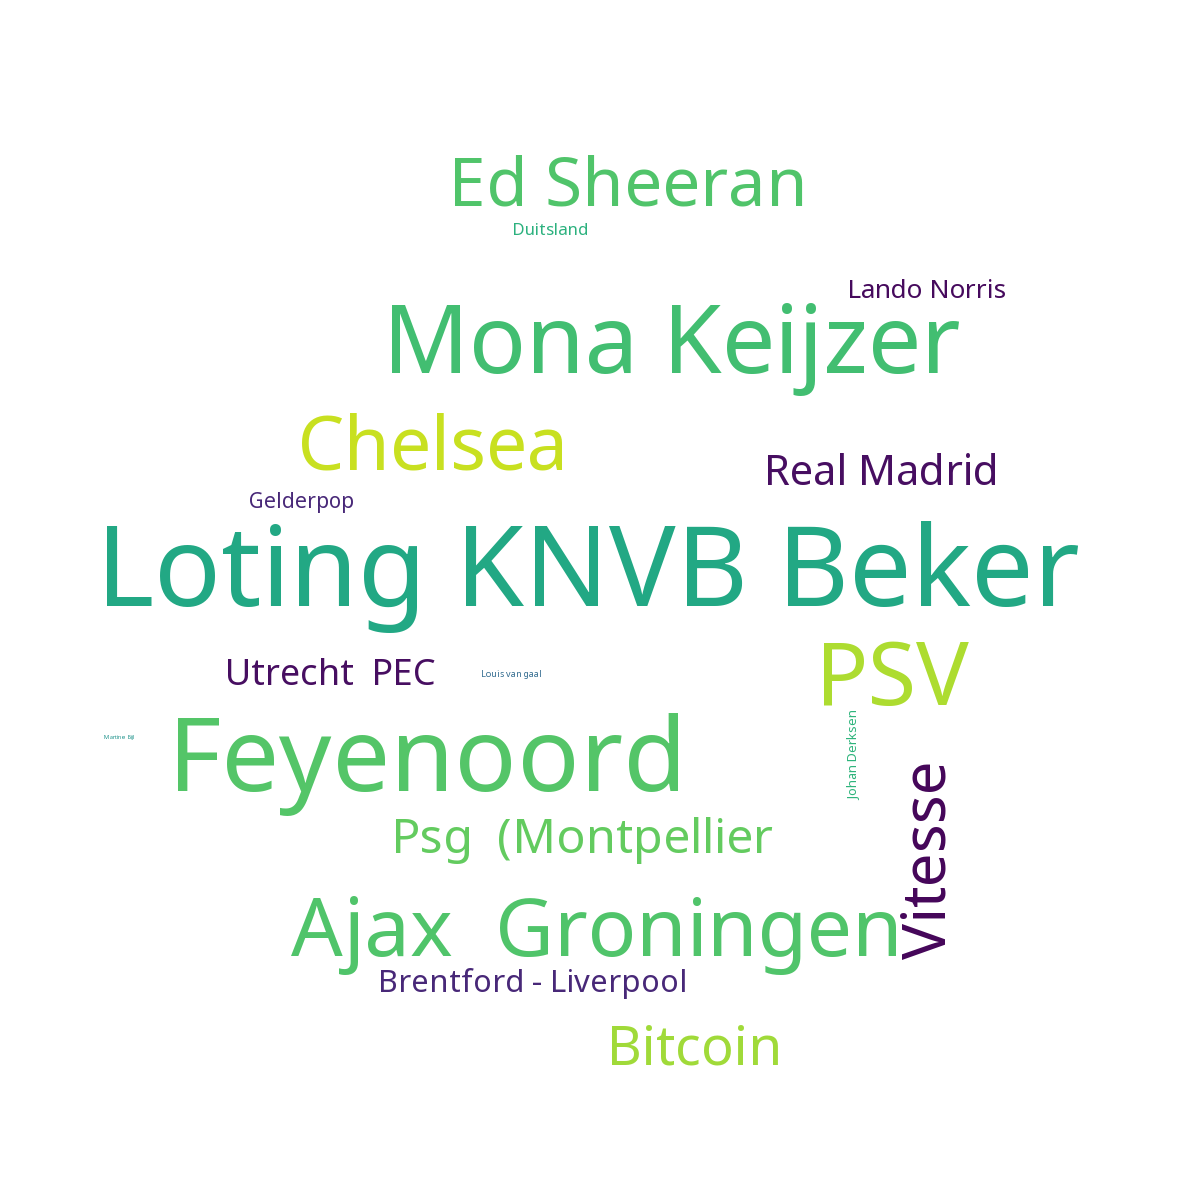 Ed Sheeran
Duitsland
Lando Norris
Mona Keijzer
Chelsea
Real Madrid
Gelderpop
Loting KNVB Beker
Utrecht PEC
Louis van gaal
PSV
Feyenoord
Martine Bijl
Johan Derksen
Vitesse
Psg (Montpellier
Ajax Groningen
Brentford - Liverpool
Bitcoin